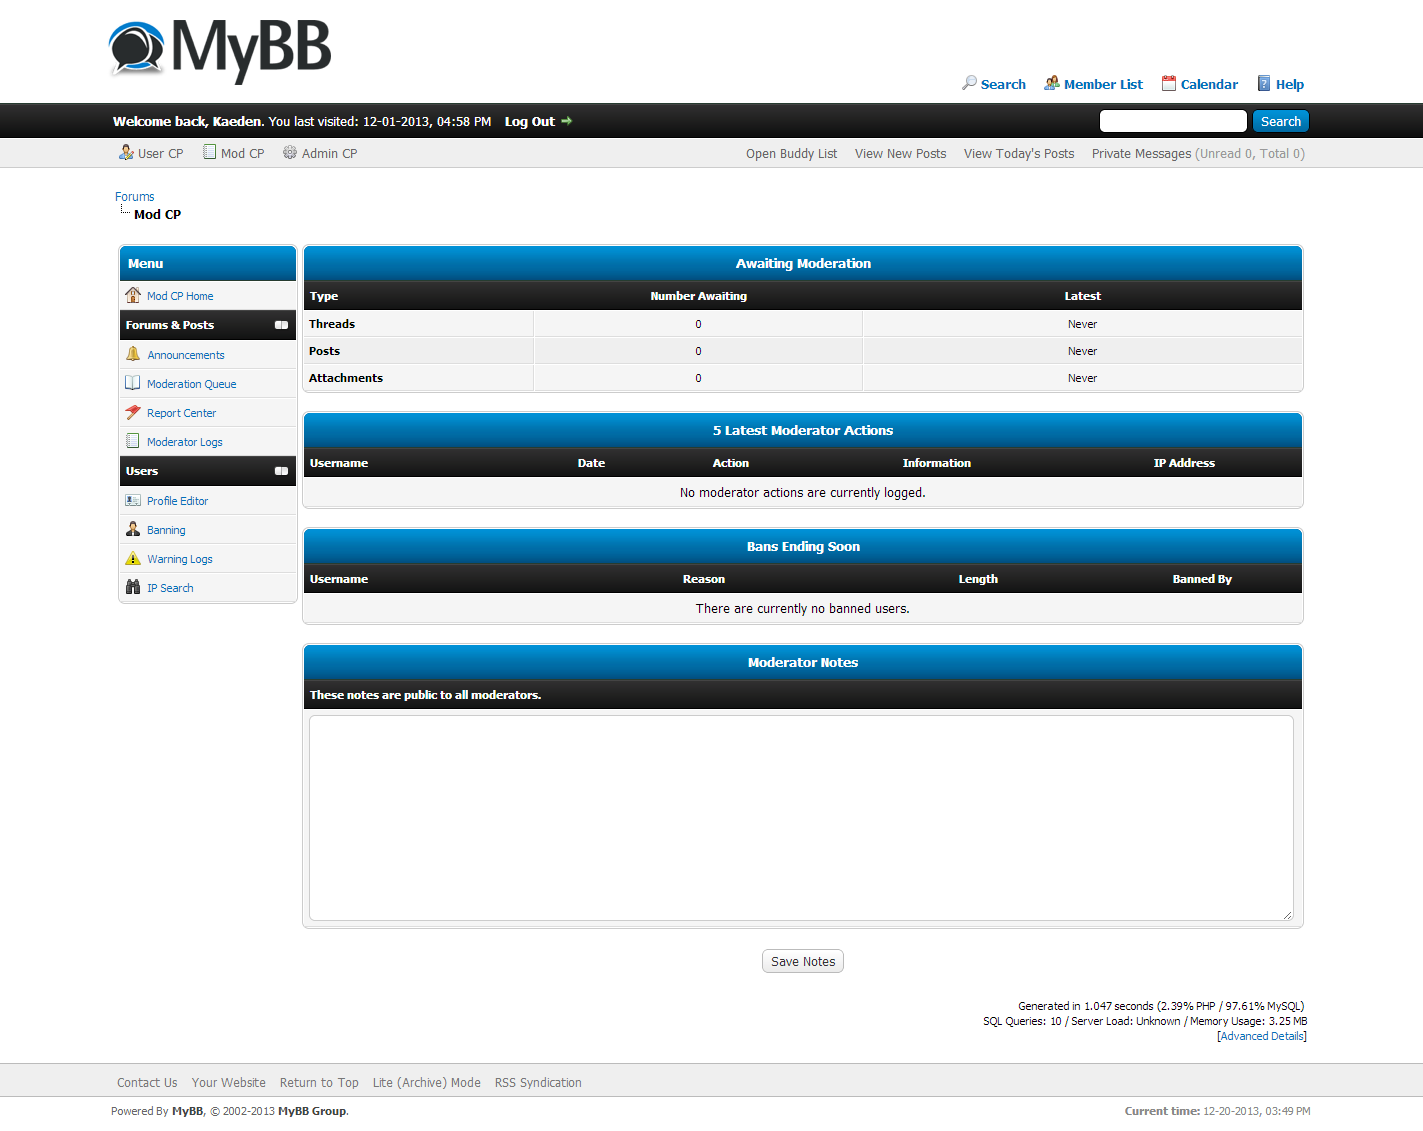 MyBB
Search Member List Calendar Help
Welcome back, Kaeden. You last visited: 12-01-2013, 04:58 PM Log Out Search
User CP Mod CP Admin CP Open Buddy List View New Posts View Today's Posts Private Messages (Unread 0, Total 0)
Forums
Mod CP
Menu
Mod CP Home
Forums & Posts
Announcements
Moderation Queue
Report Center
Moderator Logs
Users
Profile Editor
Banning
Warning Logs
IP Search
Awaiting Moderation
Type Number Awaiting Latest
Threads 0 Never
Posts 0 Never
Attachments 0 Never
5 Latest Moderator Actions
Username Date Action Information IP Address
No moderator actions are currently logged.
Bans Ending Soon
Username Reason Length Banned By
There are currently no banned users.
Moderator Notes
These notes are public to all moderators.
Save Notes
Generated in 1.047 seconds (2.39% PHP / 97.61% MySQL)
SQL Queries: 10 / Server Load: Unknown / Memory Usage: 3.25 MB
[Advanced Details]
Contact Us Your Website Return to Top Lite (Archive) Mode RSS Syndication
Powered By MyBB, © 2002-2013 MyBB Group. Current time: 12-20-2013, 03:49 PM